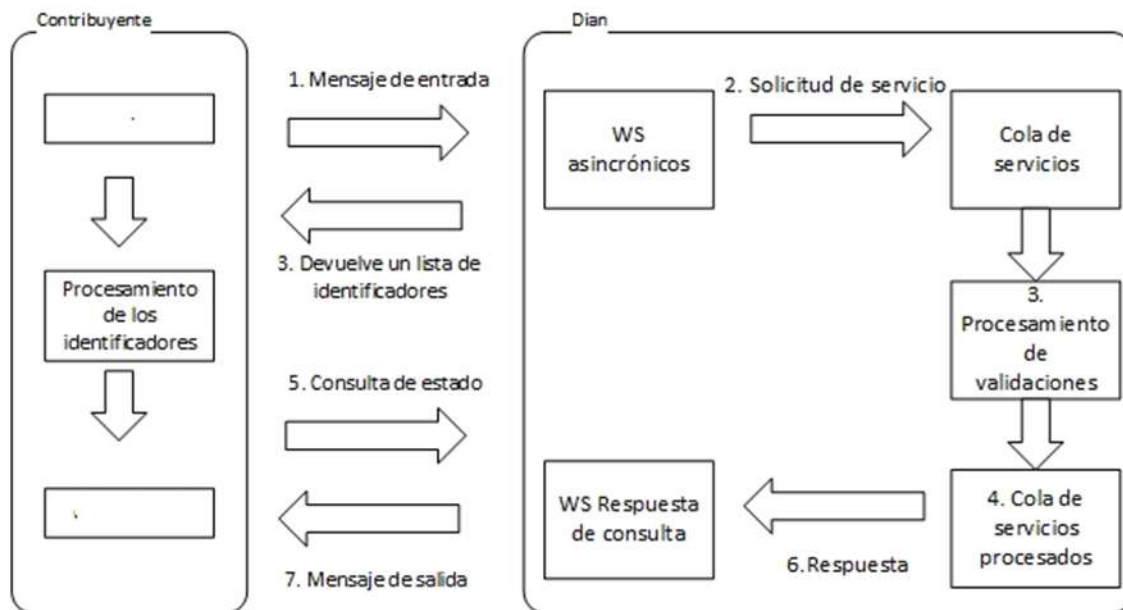 Contribuyente
Dian
1. Mensaje de entrada
2. Solicitud de servicio
WS
asincrónicos
Cola de
servicios
3. Devuelve un lista de
identificadores
Procesamiento
de los
identificadores
3.
Procesamiento
de
validaciones
5. Consulta de estado
WS Respuesta
de consulta
4. Cola de
servicios
procesados
6.Respuesta
7. Mensaje de salida